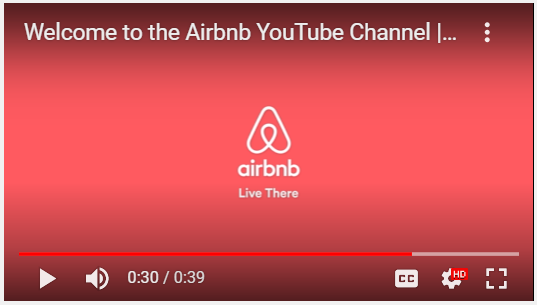 Welcome to the Airbnb YouTube Channel |...
airbnb
Live There
0:30 / 0:39
CC
HD